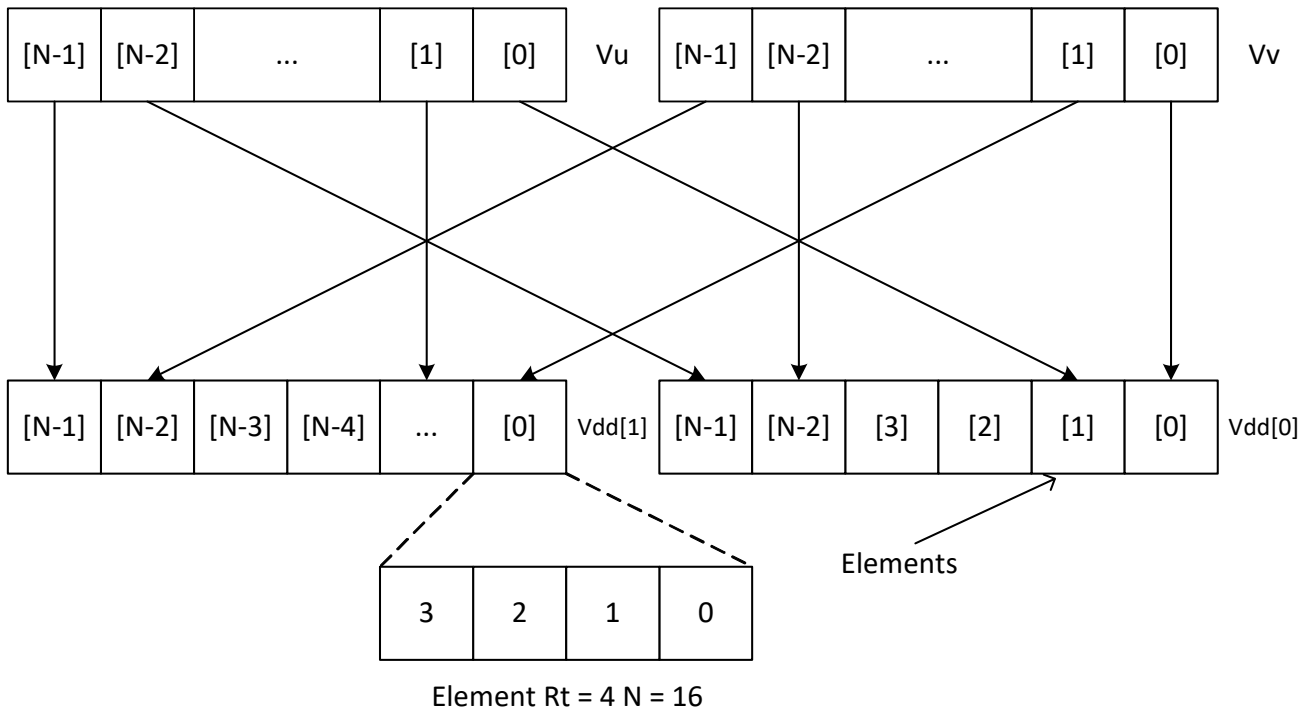 [N-1] [N-2] ... [1] [0] Vu [N-1] [N-2] ... [1] [0] Vv
[N-1] [N-2] [N-3] [N-4] ... [0] Vdd[1] [N-1] [N-2] [3] [2] [1] [0] Vdd[0]
Elements
3 2 1 0
Element Rt = 4 N = 16